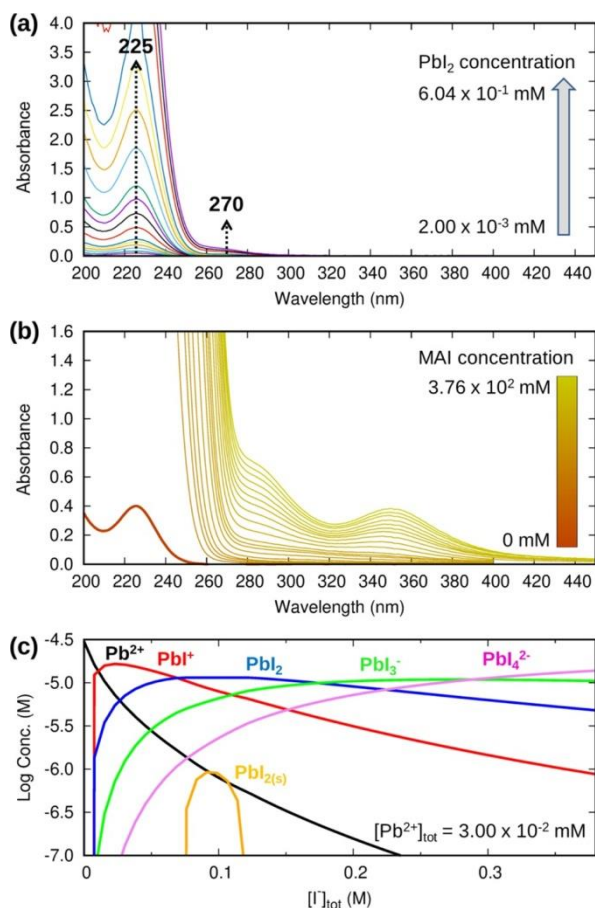 (a)
4.0
3.5
3.0
2.5
2.0
1.5
1.0
0.5
0.0
Absorbance
225
270
PbI₂ concentration
6.04 x 10⁻¹ mM
2.00 x 10⁻³ mM
200 220 240 260 280 300 320 340 360 380 400 420 440
Wavelength (nm)
(b)
1.6
1.4
1.2
1.0
0.8
0.6
0.4
0.2
0.0
Absorbance
MAI concentration
3.76 x 10² mM
0 mM
200 220 240 260 280 300 320 340 360 380 400 420 440
Wavelength (nm)
(c)
-4.5
-5.0
-5.5
-6.0
-6.5
-7.0
Log Conc. (M)
Pb²⁺
PbI⁺
PbI₂
PbI₃⁻
PbI₄²⁻
PbI₂₍ₛ₎
[Pb²⁺]ₜₒₜ = 3.00 x 10⁻² mM
0 0.1 0.2 0.3
[I⁻]ₜₒₜ (M)